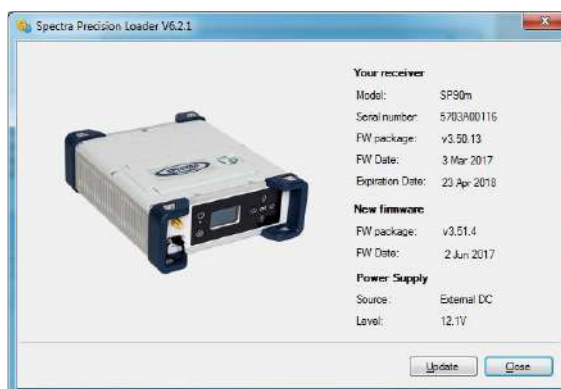 Spectra Precision Loader V6.2.1
Your receiver
Model: SP90m
Serial number: 5703A00116
FW package: v3.50.13
FW Date: 3 Mar 2017
Expiration Date: 23 Apr 2018
New firmware
FW package: v3.51.4
FW Date: 2 Jun 2017
Power Supply
Source: External DC
Level: 12.1V
Update Close